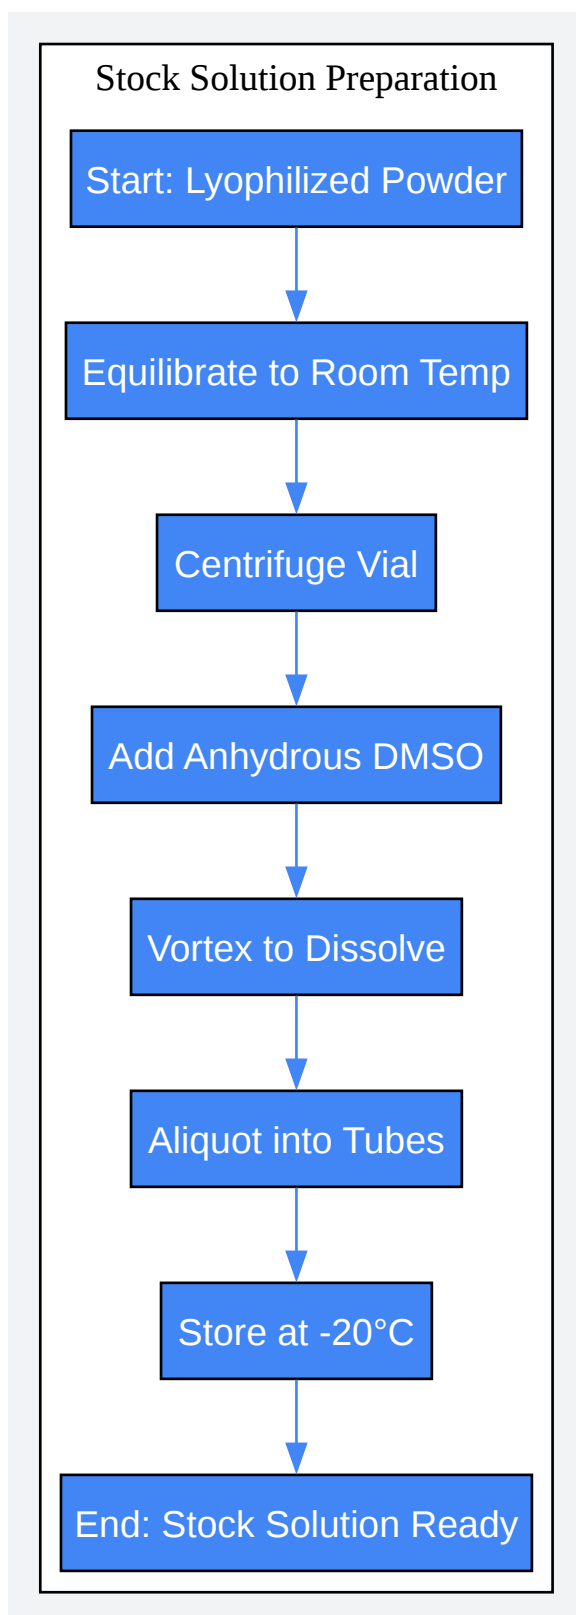 Stock Solution Preparation
Start: Lyophilized Powder
Equilibrate to Room Temp
Centrifuge Vial
Add Anhydrous DMSO
Vortex to Dissolve
Aliquot into Tubes
Store at -20°C
End: Stock Solution Ready